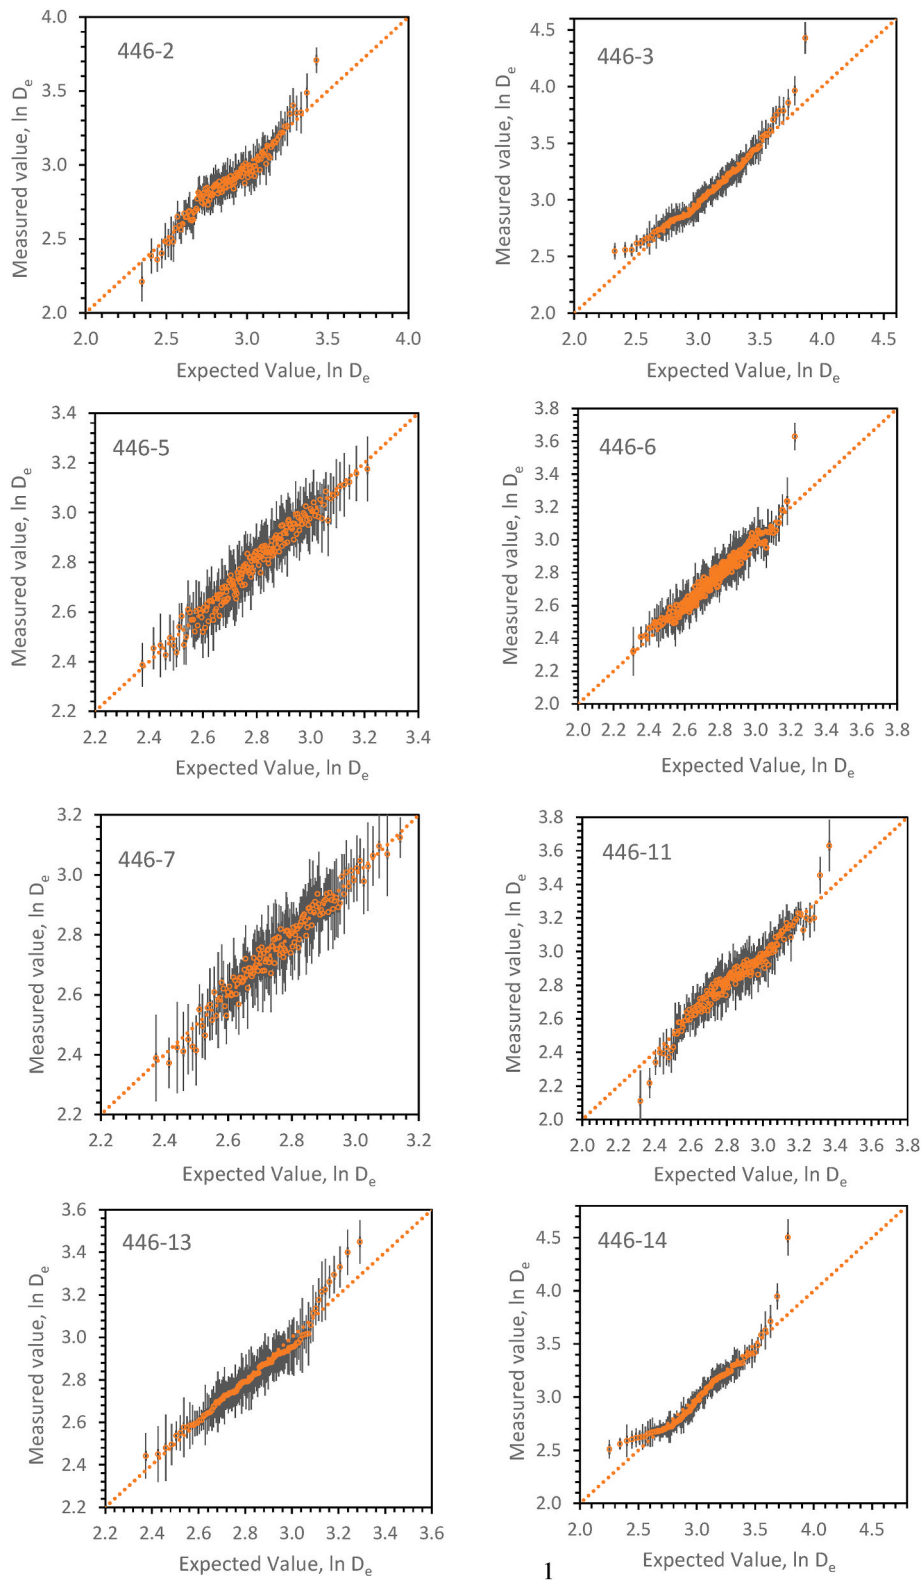 446-2
Measured value, ln Dₑ
4.0
3.5
3.0
2.5
2.0
2.0 2.5 3.0 3.5 4.0
Expected Value, ln Dₑ
446-3
Measured value, ln Dₑ
4.5
4.0
3.5
3.0
2.5
2.0
2.0 2.5 3.0 3.5 4.0 4.5
Expected Value, ln Dₑ
446-5
Measured value, ln Dₑ
3.4
3.2
3.0
2.8
2.6
2.4
2.2
2.2 2.4 2.6 2.8 3.0 3.2 3.4
Expected Value, ln Dₑ
446-6
Measured value, ln Dₑ
3.8
3.6
3.4
3.2
3.0
2.8
2.6
2.4
2.2
2.0
2.0 2.2 2.4 2.6 2.8 3.0 3.2 3.4 3.6 3.8
Expected Value, ln Dₑ
446-7
Measured value, ln Dₑ
3.2
3.0
2.8
2.6
2.4
2.2
2.2 2.4 2.6 2.8 3.0 3.2
Expected Value, ln Dₑ
446-11
Measured value, ln Dₑ
3.8
3.6
3.4
3.2
3.0
2.8
2.6
2.4
2.2
2.0
2.0 2.2 2.4 2.6 2.8 3.0 3.2 3.4 3.6 3.8
Expected Value, ln Dₑ
446-13
Measured value, ln Dₑ
3.6
3.4
3.2
3.0
2.8
2.6
2.4
2.2
2.2 2.4 2.6 2.8 3.0 3.2 3.4 3.6
Expected Value, ln Dₑ
446-14
Measured value, ln Dₑ
4.5
4.0
3.5
3.0
2.5
2.0
2.0 2.5 3.0 3.5 4.0 4.5
Expected Value, ln Dₑ
1